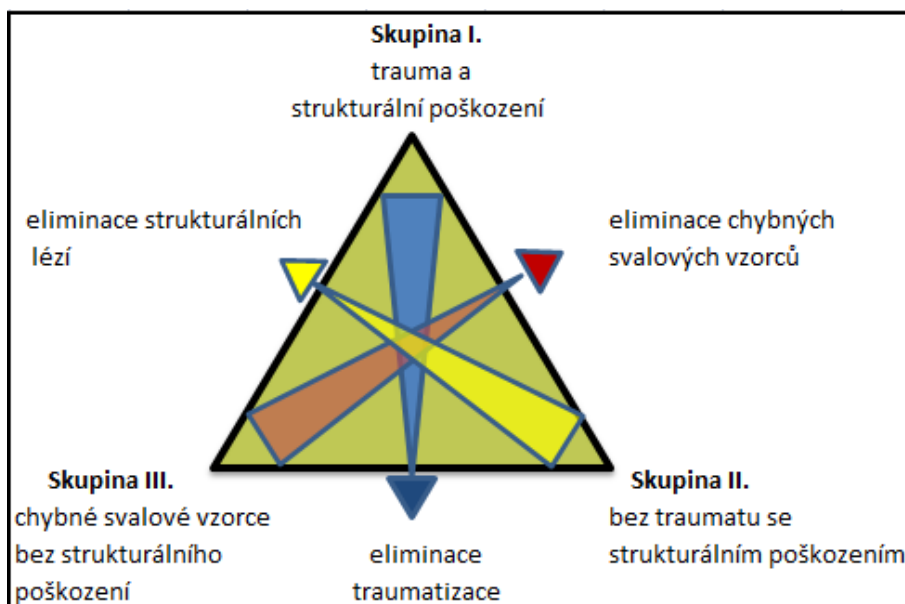 Skupina I.
trauma a
strukturální poškození
eliminace strukturálních
lézí
eliminace chybných
svalových vzorců
Skupina III.
chybné svalové vzorce
bez strukturálního
poškození
eliminace
traumatizace
Skupina II.
bez traumatu se
strukturálním poškozením